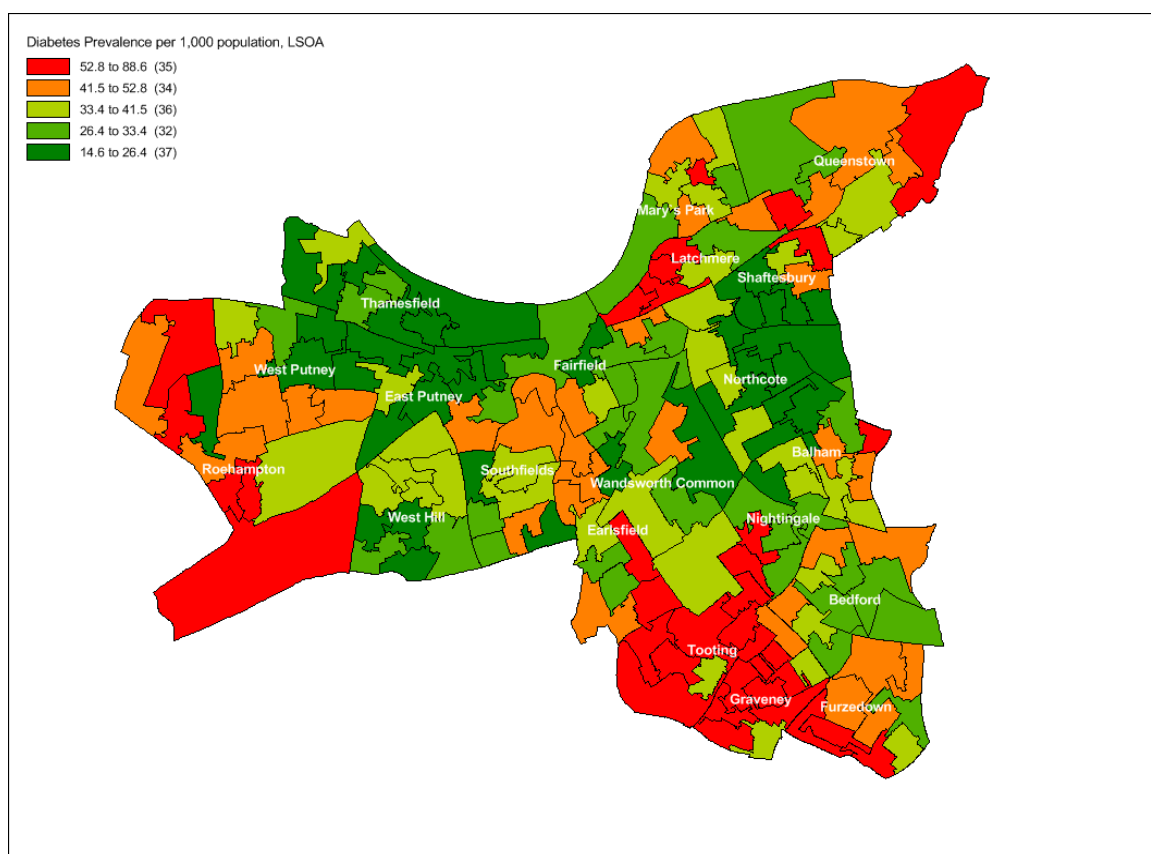 Diabetes Prevalence per 1,000 population, LSOA
52.8 to 88.6 (35)
41.5 to 52.8 (34)
33.4 to 41.5 (36)
26.4 to 33.4 (32)
14.6 to 26.4 (37)
Queenstown
Mary's Park
Latchmere
Shaftesbury
Thamesfield
Fairfield
West Putney
Northcote
East Putney
Balham
Roehampton
Southfields
Wandsworth Common
West Hill
Nightingale
Earlsfield
Bedford
Tooting
Graveney
Furzedown